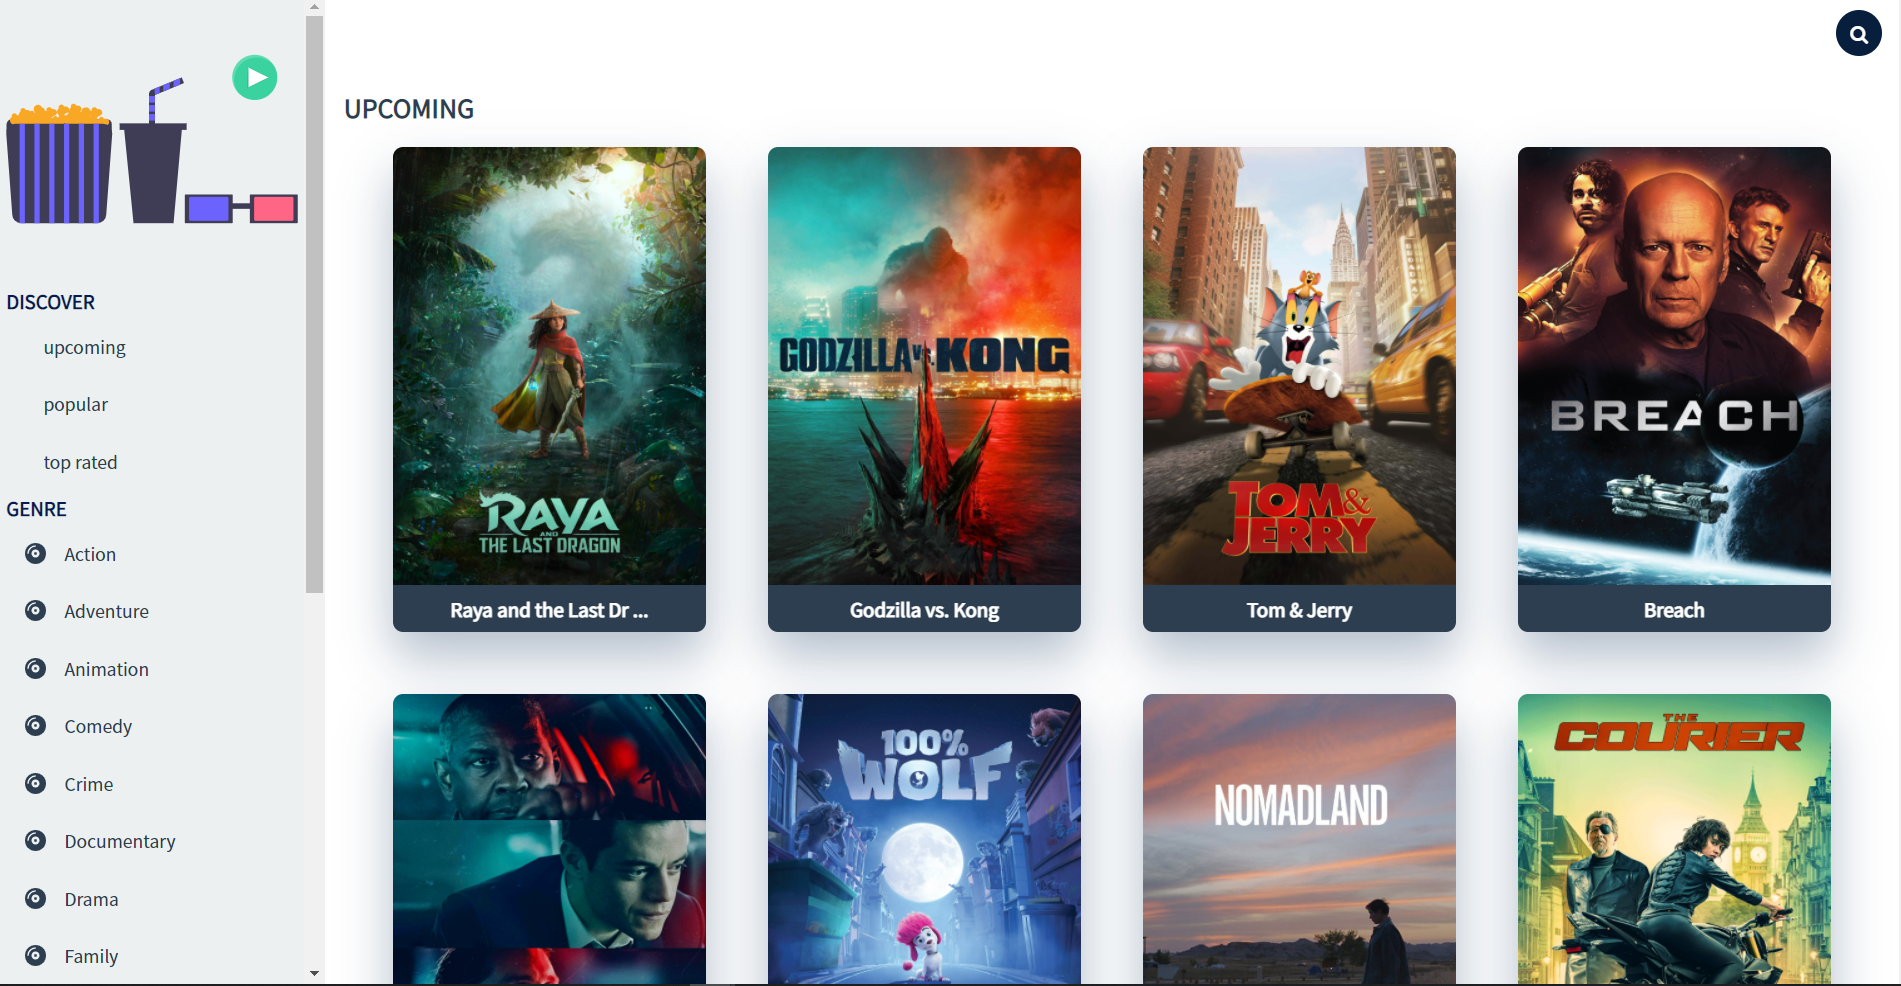 DISCOVER
upcoming
popular
top rated
GENRE
Action
Adventure
Animation
Comedy
Crime
Documentary
Drama
Family
UPCOMING
RAYA
AND
THE LAST DRAGON
Raya and the Last Dr ...
GODZILLA vs. KONG
Godzilla vs. Kong
TOM &
JERRY
Tom & Jerry
BREACH
Breach
100%
WOLF
NOMADLAND
THE
COURIER